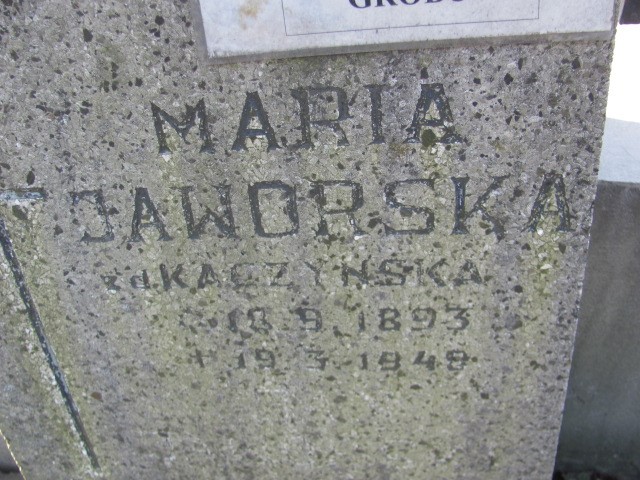 MARIA
JAWORSKA
KACZYŃSKA
18.9.1893
† 19.3.1948